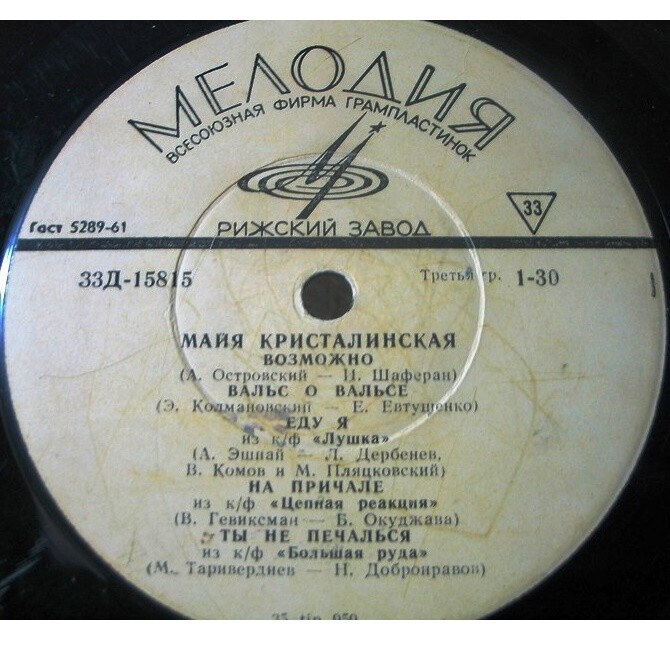 МЕЛОДИЯ
ВСЕСОЮЗНАЯ ФИРМА ГРАМПЛАСТИНОК
Гост 5289-61
РИЖСКИЙ ЗАВОД
33
33Д-15815
Третья гр. 1-30
МАЙЯ КРИСТАЛИНСКАЯ
ВОЗМОЖНО
(А. Островский — И. Шаферан)
ВАЛЬС О ВАЛЬСЕ
(Э. Колмановский — Е. Евтушенко)
ЕДУ Я
из к/ф «Лушка»
(А. Эшпай — Л. Дербенев,
В. Комов и М. Пляцковский)
НА ПРИЧАЛЕ
из к/ф «Цепная реакция»
(В. Гевиксман — Б. Окуджава)
ТЫ НЕ ПЕЧАЛЬСЯ
из к/ф «Большая руда»
(М. Таривердиев — Н. Добронравов)